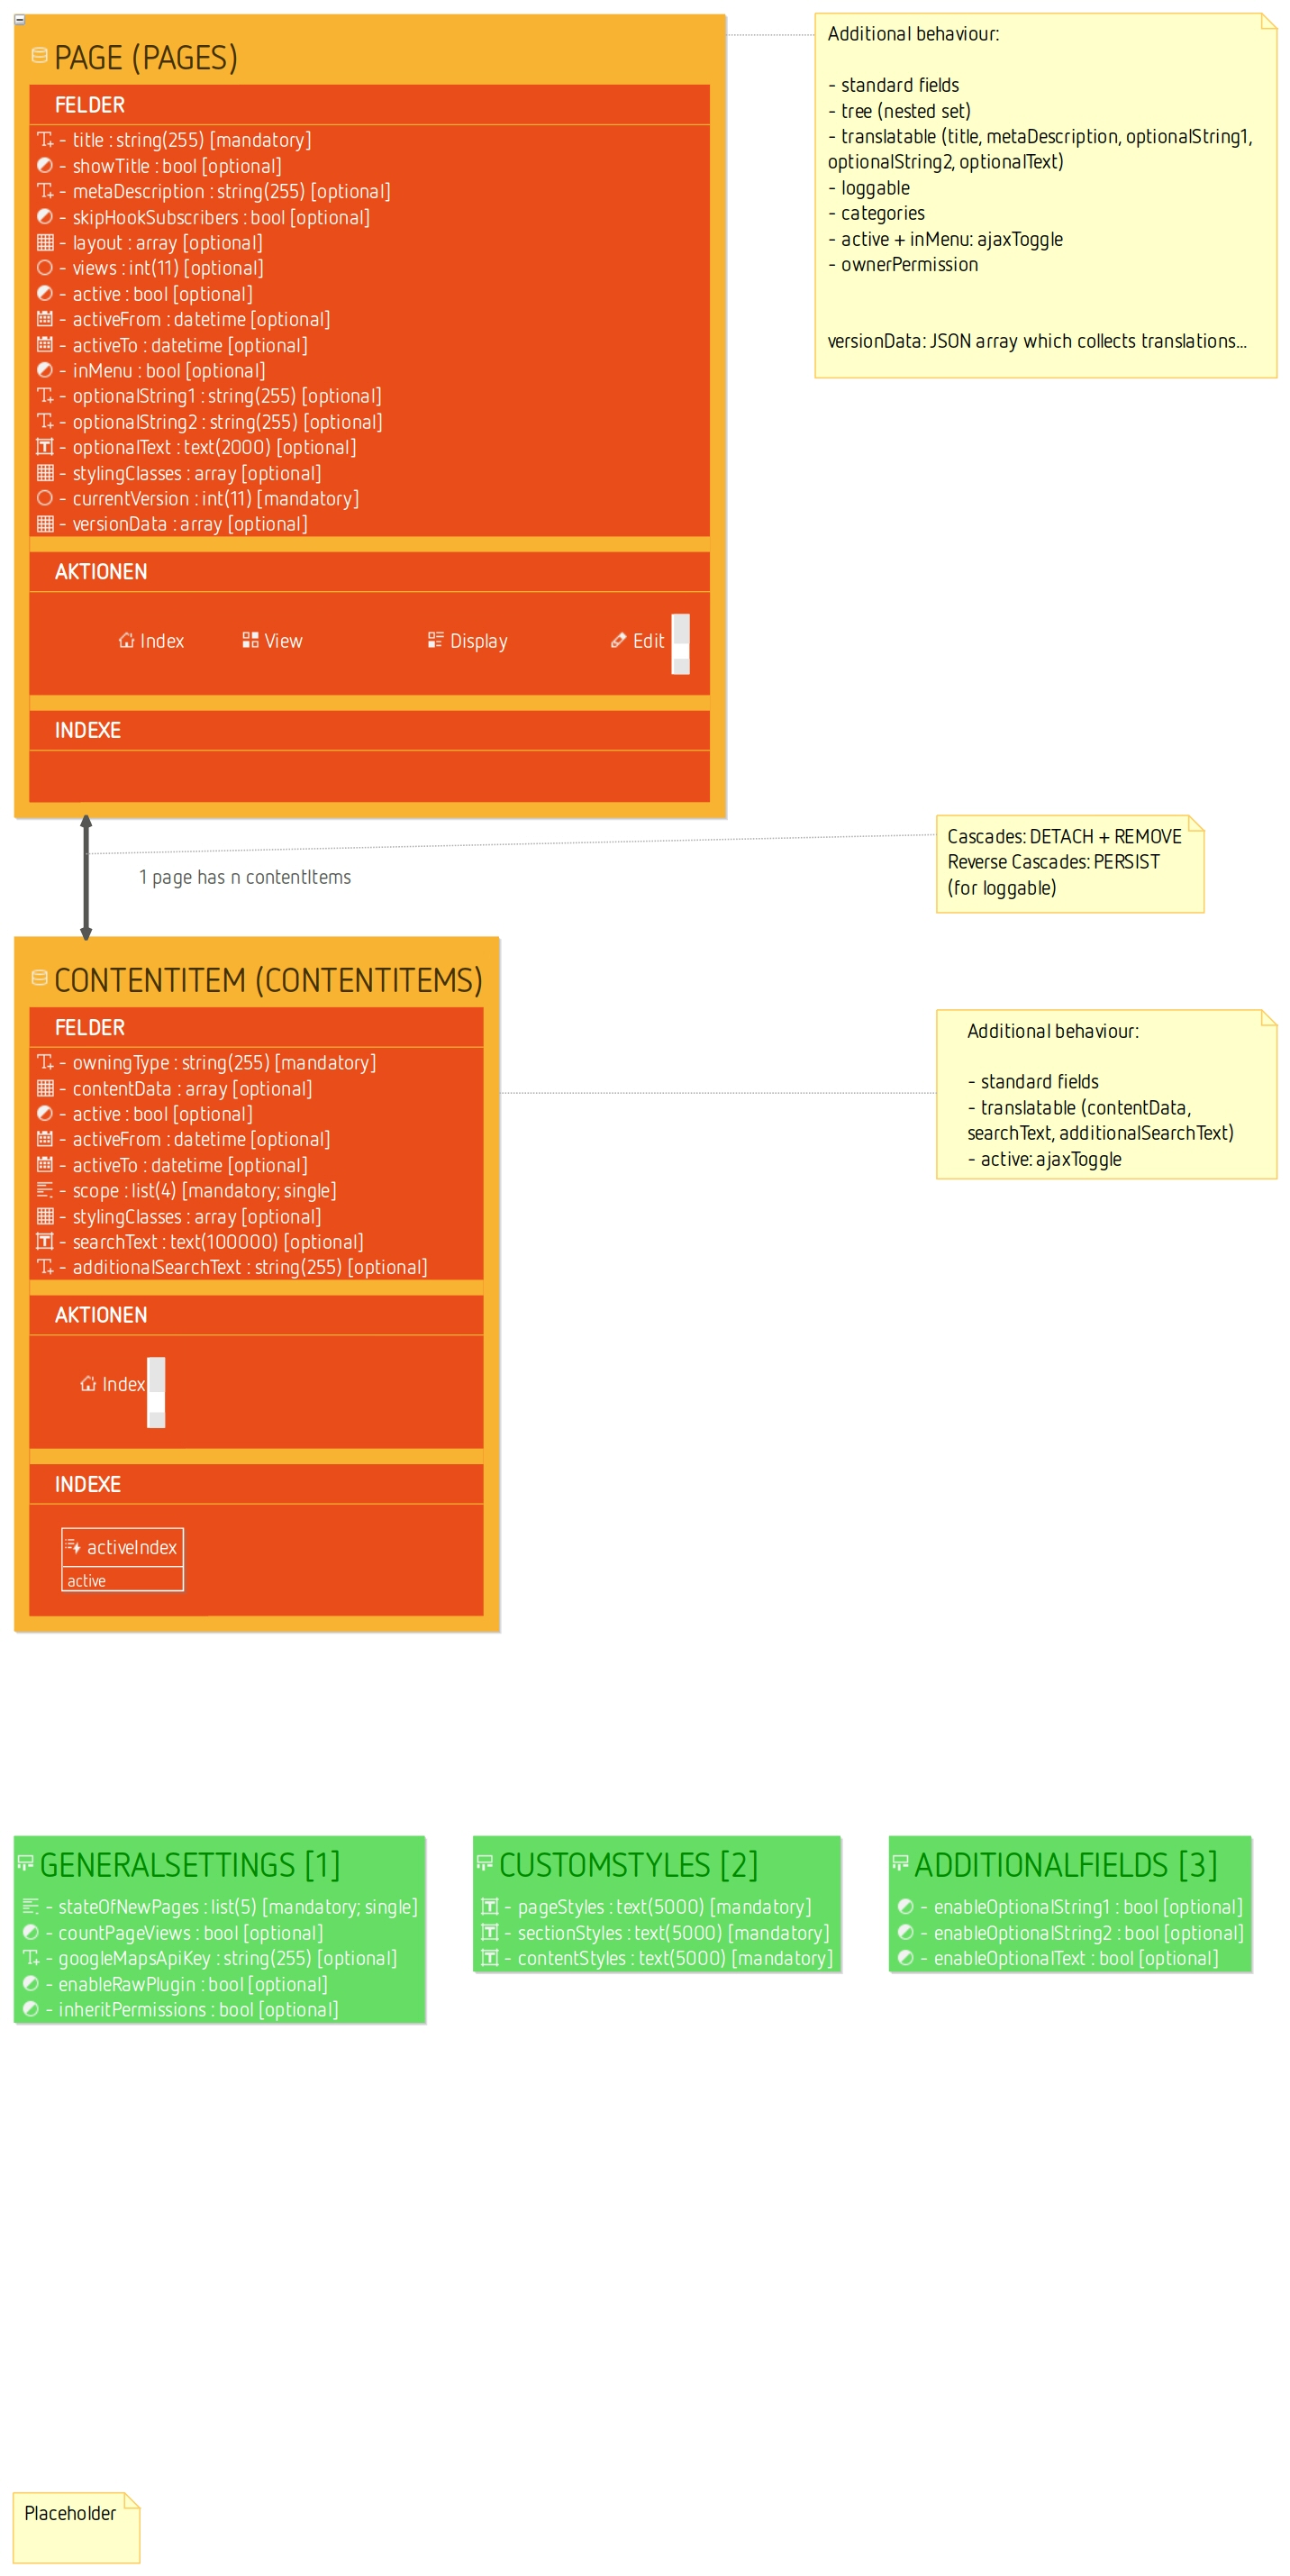 PAGE (PAGES)
FELDER
- title : string(255) [mandatory]
- showTitle : bool [optional]
- metaDescription : string(255) [optional]
- skipHookSubscribers : bool [optional]
- layout : array [optional]
- views : int(11) [optional]
- active : bool [optional]
- activeFrom : datetime [optional]
- activeTo : datetime [optional]
- inMenu : bool [optional]
- optionalString1 : string(255) [optional]
- optionalString2 : string(255) [optional]
- optionalText : text(2000) [optional]
- stylingClasses : array [optional]
- currentVersion : int(11) [mandatory]
- versionData : array [optional]
AKTIONEN
Index View Display Edit
INDEXE
Additional behaviour:
- standard fields
- tree (nested set)
- translatable (title, metaDescription, optionalString1,
optionalString2, optionalText)
- loggable
- categories
- active + inMenu: ajaxToggle
- ownerPermission
versionData: JSON array which collects translations...
1 page has n contentItems
Cascades: DETACH + REMOVE
Reverse Cascades: PERSIST
(for loggable)
CONTENTITEM (CONTENTITEMS)
FELDER
- owningType : string(255) [mandatory]
- contentData : array [optional]
- active : bool [optional]
- activeFrom : datetime [optional]
- activeTo : datetime [optional]
- scope : list(4) [mandatory; single]
- stylingClasses : array [optional]
- searchText : text(100000) [optional]
- additionalSearchText : string(255) [optional]
AKTIONEN
Index
INDEXE
activeIndex
active
Additional behaviour:
- standard fields
- translatable (contentData,
searchText, additionalSearchText)
- active: ajaxToggle
GENERALSETTINGS [1]
- stateOfNewPages : list(5) [mandatory; single]
- countPageViews : bool [optional]
- googleMapsApiKey : string(255) [optional]
- enableRawPlugin : bool [optional]
- inheritPermissions : bool [optional]
CUSTOMSTYLES [2]
- pageStyles : text(5000) [mandatory]
- sectionStyles : text(5000) [mandatory]
- contentStyles : text(5000) [mandatory]
ADDITIONALFIELDS [3]
- enableOptionalString1 : bool [optional]
- enableOptionalString2 : bool [optional]
- enableOptionalText : bool [optional]
Placeholder